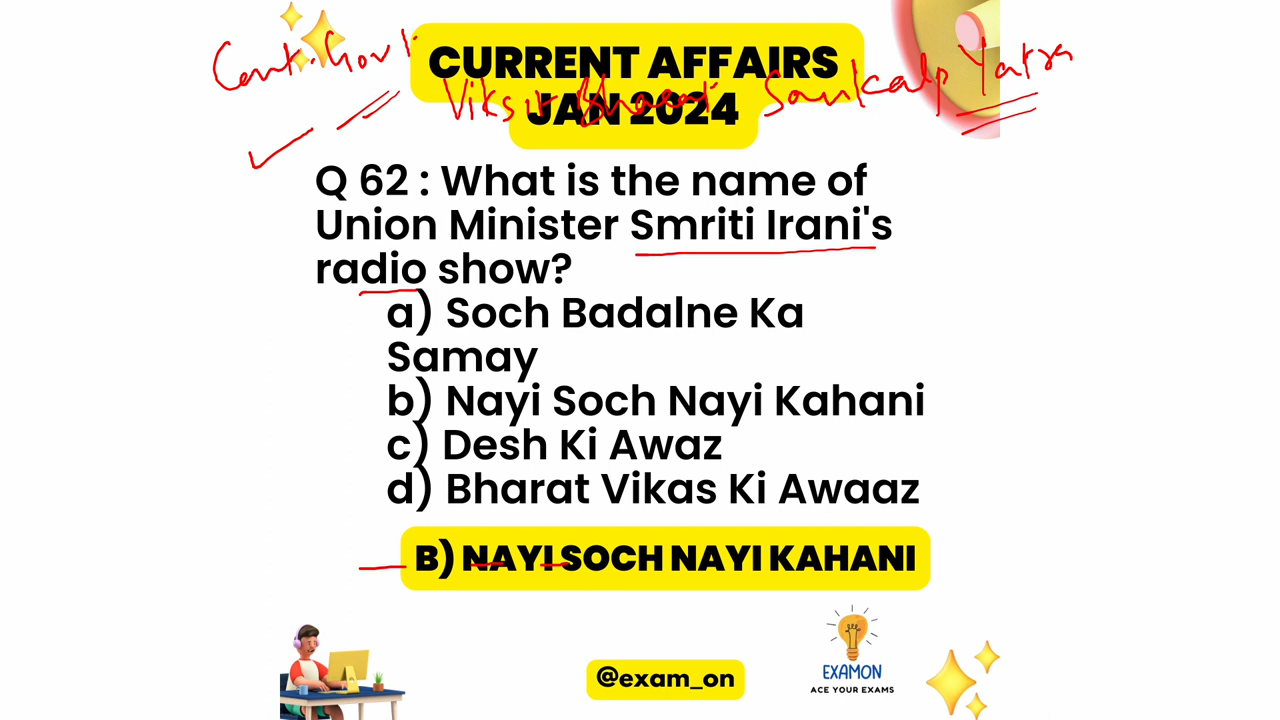 Cent. Govt.
CURRENT AFFAIRS
Viksit Bharat Sankalp Yatra
JAN 2024
Q 62 : What is the name of
Union Minister Smriti Irani's
radio show?
a) Soch Badalne Ka
Samay
b) Nayi Soch Nayi Kahani
c) Desh Ki Awaz
d) Bharat Vikas Ki Awaaz
B) NAYI SOCH NAYI KAHANI
@exam_on
EXAMON
ACE YOUR EXAMS